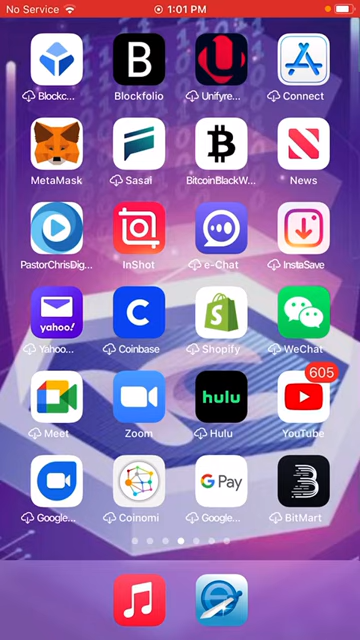 No Service 1:01 PM
Blockc... Blockfolio Unifyre... Connect
MetaMask Sasai BitcoinBlackW... News
PastorChrisDig... InShot e-Chat InstaSave
yahoo!
Yahoo... Coinbase Shopify WeChat
605
hulu
Meet Zoom Hulu YouTube
G Pay
Google... Coinomi Google... BitMart